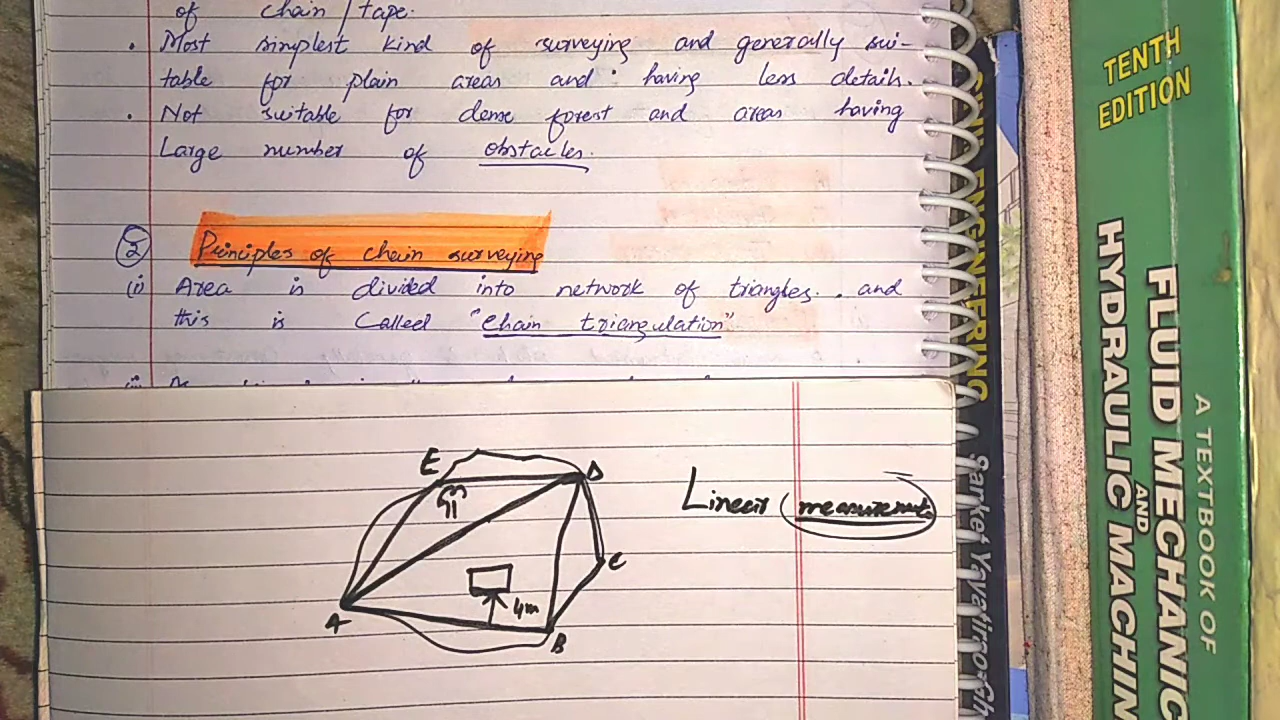 of chain / tape.
• Most simplest kind of surveying and generally sui-
table for plain areas and having less details.
• Not suitable for dense forest and areas having
Large number of obstacles.
2 Principles of chain surveying
(i) Area is divided into network of triangles. and
this is Called "Chain triangulation"
E
D
C
4m
A
B
Linear measurement
TENTH
EDITION
A TEXTBOOK OF
FLUID MECHANIC
AND
HYDRAULIC MACHIN
ENGINEERING